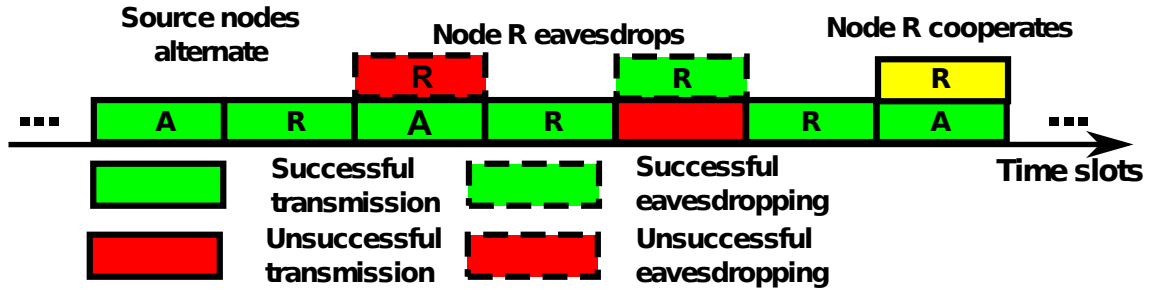 Source nodes
alternate
Node R eavesdrops
Node R cooperates
R
R
R
...
A
R
A
R
R
A
...
Time slots
Successful
transmission
Successful
eavesdropping
Unsuccessful
transmission
Unsuccessful
eavesdropping